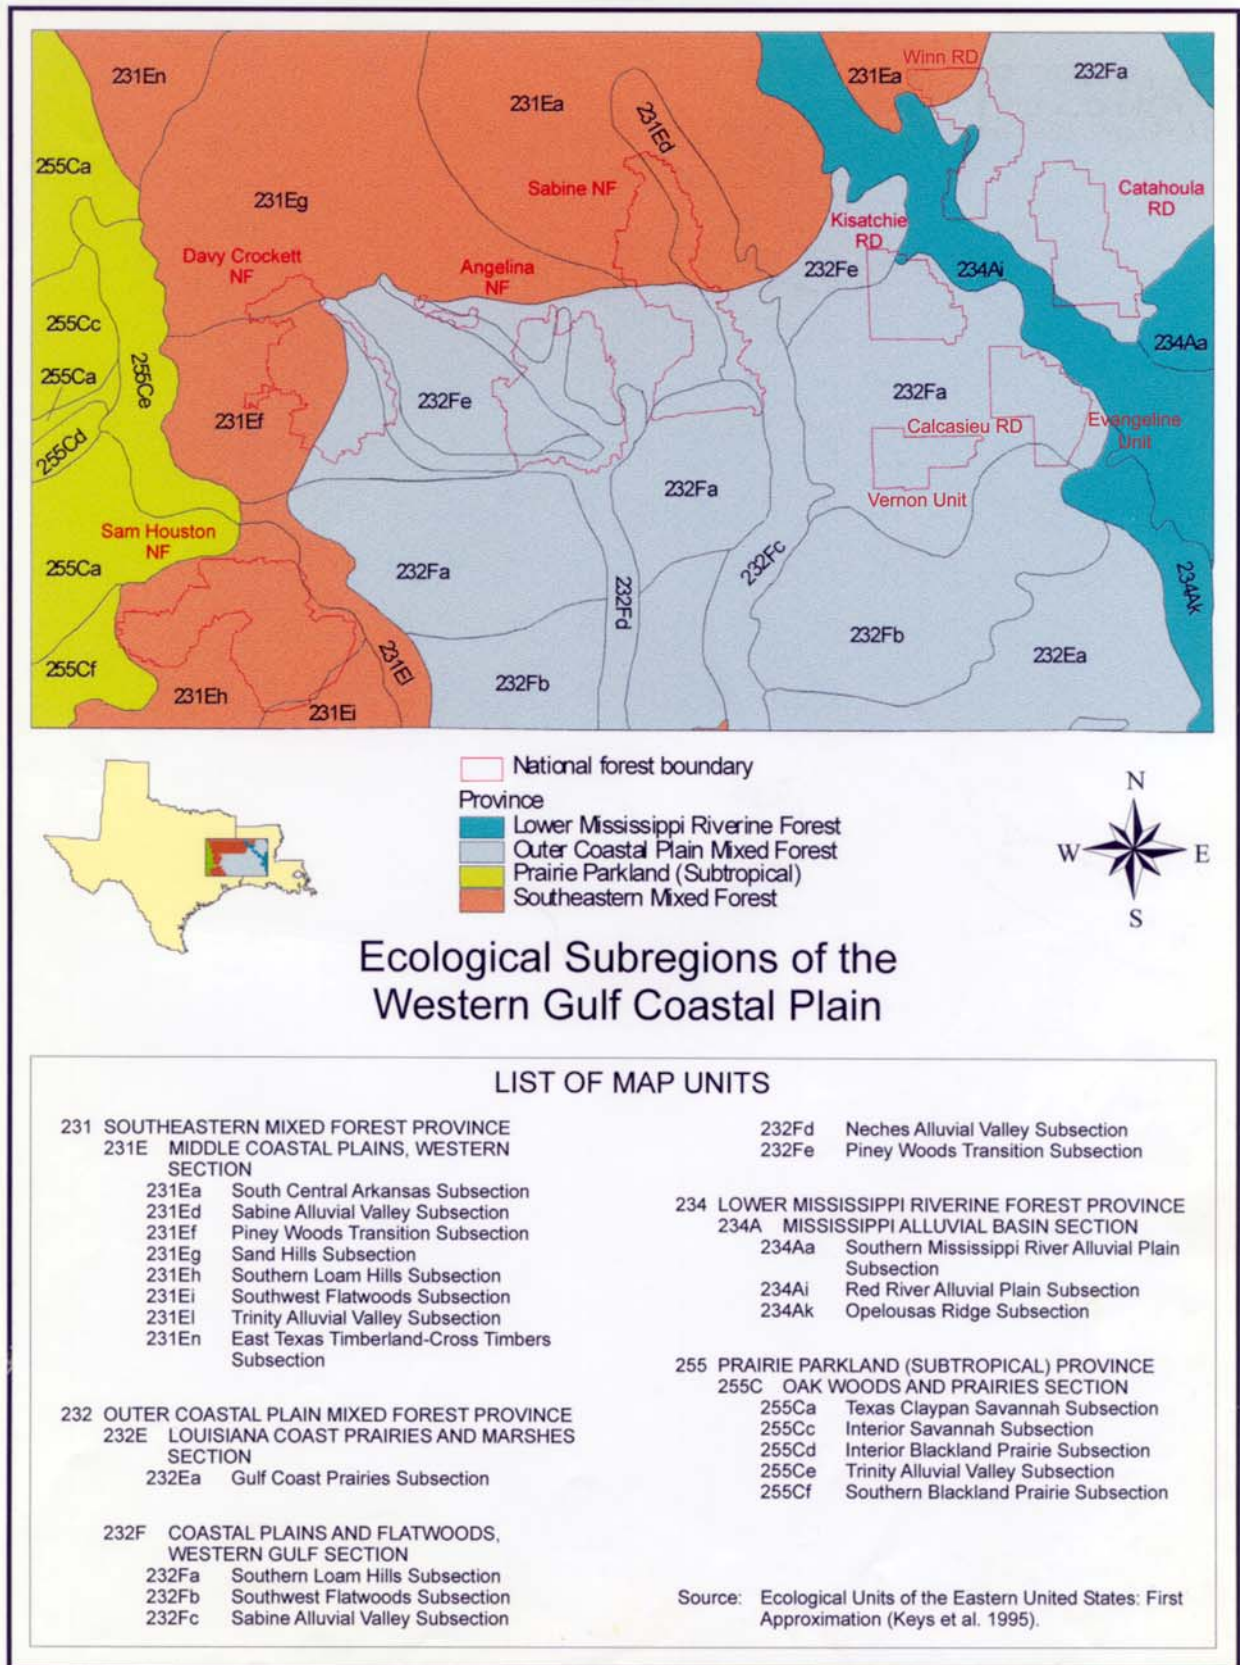 231En
231Ea
231Ed
231Ea
Winn RD
232Fa
255Ca
231Eg
Sabine NF
Kisatchie
RD
Catahoula
RD
Davy Crockett
NF
Angelina
NF
232Fe
234Ai
255Cc
255Ca
255Ce
255Cd
231Ef
232Fe
232Fa
234Aa
Calcasieu RD
Evangeline
Unit
Vernon Unit
232Fa
Sam Houston
NF
255Ca
232Fa
232Fd
232Fc
234Ak
255Cf
231Eh
231Ei
231El
232Fb
232Fb
232Ea
National forest boundary
Province
Lower Mississippi Riverine Forest
Outer Coastal Plain Mixed Forest
Prairie Parkland (Subtropical)
Southeastern Mixed Forest
N
W E
S
Ecological Subregions of the
Western Gulf Coastal Plain
LIST OF MAP UNITS
231 SOUTHEASTERN MIXED FOREST PROVINCE
231E MIDDLE COASTAL PLAINS, WESTERN
SECTION
231Ea South Central Arkansas Subsection
231Ed Sabine Alluvial Valley Subsection
231Ef Piney Woods Transition Subsection
231Eg Sand Hills Subsection
231Eh Southern Loam Hills Subsection
231Ei Southwest Flatwoods Subsection
231El Trinity Alluvial Valley Subsection
231En East Texas Timberland-Cross Timbers
Subsection
232 OUTER COASTAL PLAIN MIXED FOREST PROVINCE
232E LOUISIANA COAST PRAIRIES AND MARSHES
SECTION
232Ea Gulf Coast Prairies Subsection
232F COASTAL PLAINS AND FLATWOODS,
WESTERN GULF SECTION
232Fa Southern Loam Hills Subsection
232Fb Southwest Flatwoods Subsection
232Fc Sabine Alluvial Valley Subsection
232Fd Neches Alluvial Valley Subsection
232Fe Piney Woods Transition Subsection
234 LOWER MISSISSIPPI RIVERINE FOREST PROVINCE
234A MISSISSIPPI ALLUVIAL BASIN SECTION
234Aa Southern Mississippi River Alluvial Plain
Subsection
234Ai Red River Alluvial Plain Subsection
234Ak Opelousas Ridge Subsection
255 PRAIRIE PARKLAND (SUBTROPICAL) PROVINCE
255C OAK WOODS AND PRAIRIES SECTION
255Ca Texas Claypan Savannah Subsection
255Cc Interior Savannah Subsection
255Cd Interior Blackland Prairie Subsection
255Ce Trinity Alluvial Valley Subsection
255Cf Southern Blackland Prairie Subsection
Source: Ecological Units of the Eastern United States: First
Approximation (Keys et al. 1995).